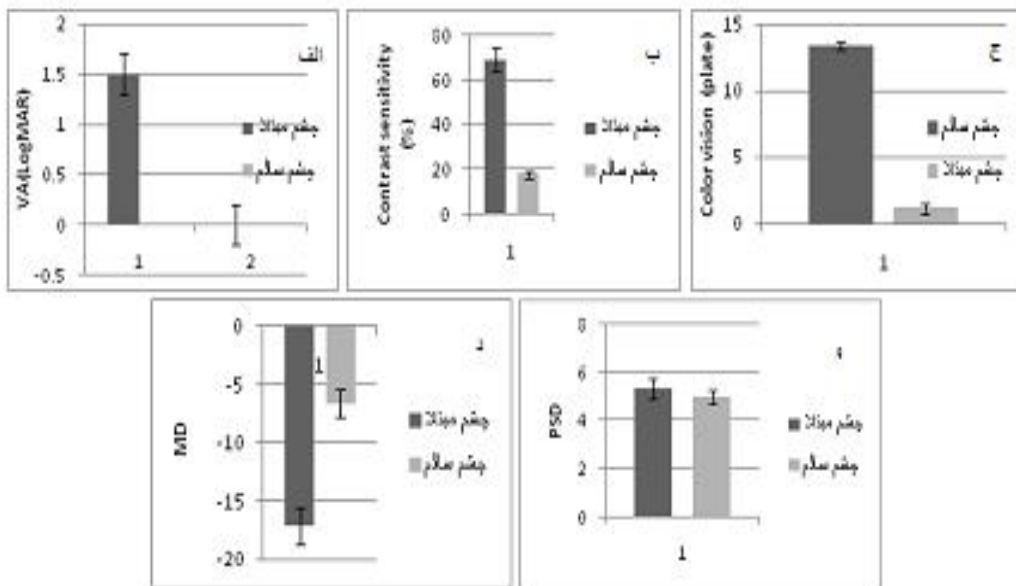 2
1.5
1
0.5
0
-0.5
VA(LogMAR)
1
2
الف
چشم مبتلا
چشم سالم
80
60
40
20
0
Contrast sensitivity
(%)
1
ب
چشم مبتلا
چشم سالم
15
10
5
0
Color vision (plate)
1
ج
چشم سالم
چشم مبتلا
0
-5
-10
-15
-20
MD
1
د
چشم مبتلا
چشم سالم
8
6
4
2
0
PSD
1
چشم مبتلا
چشم سالم